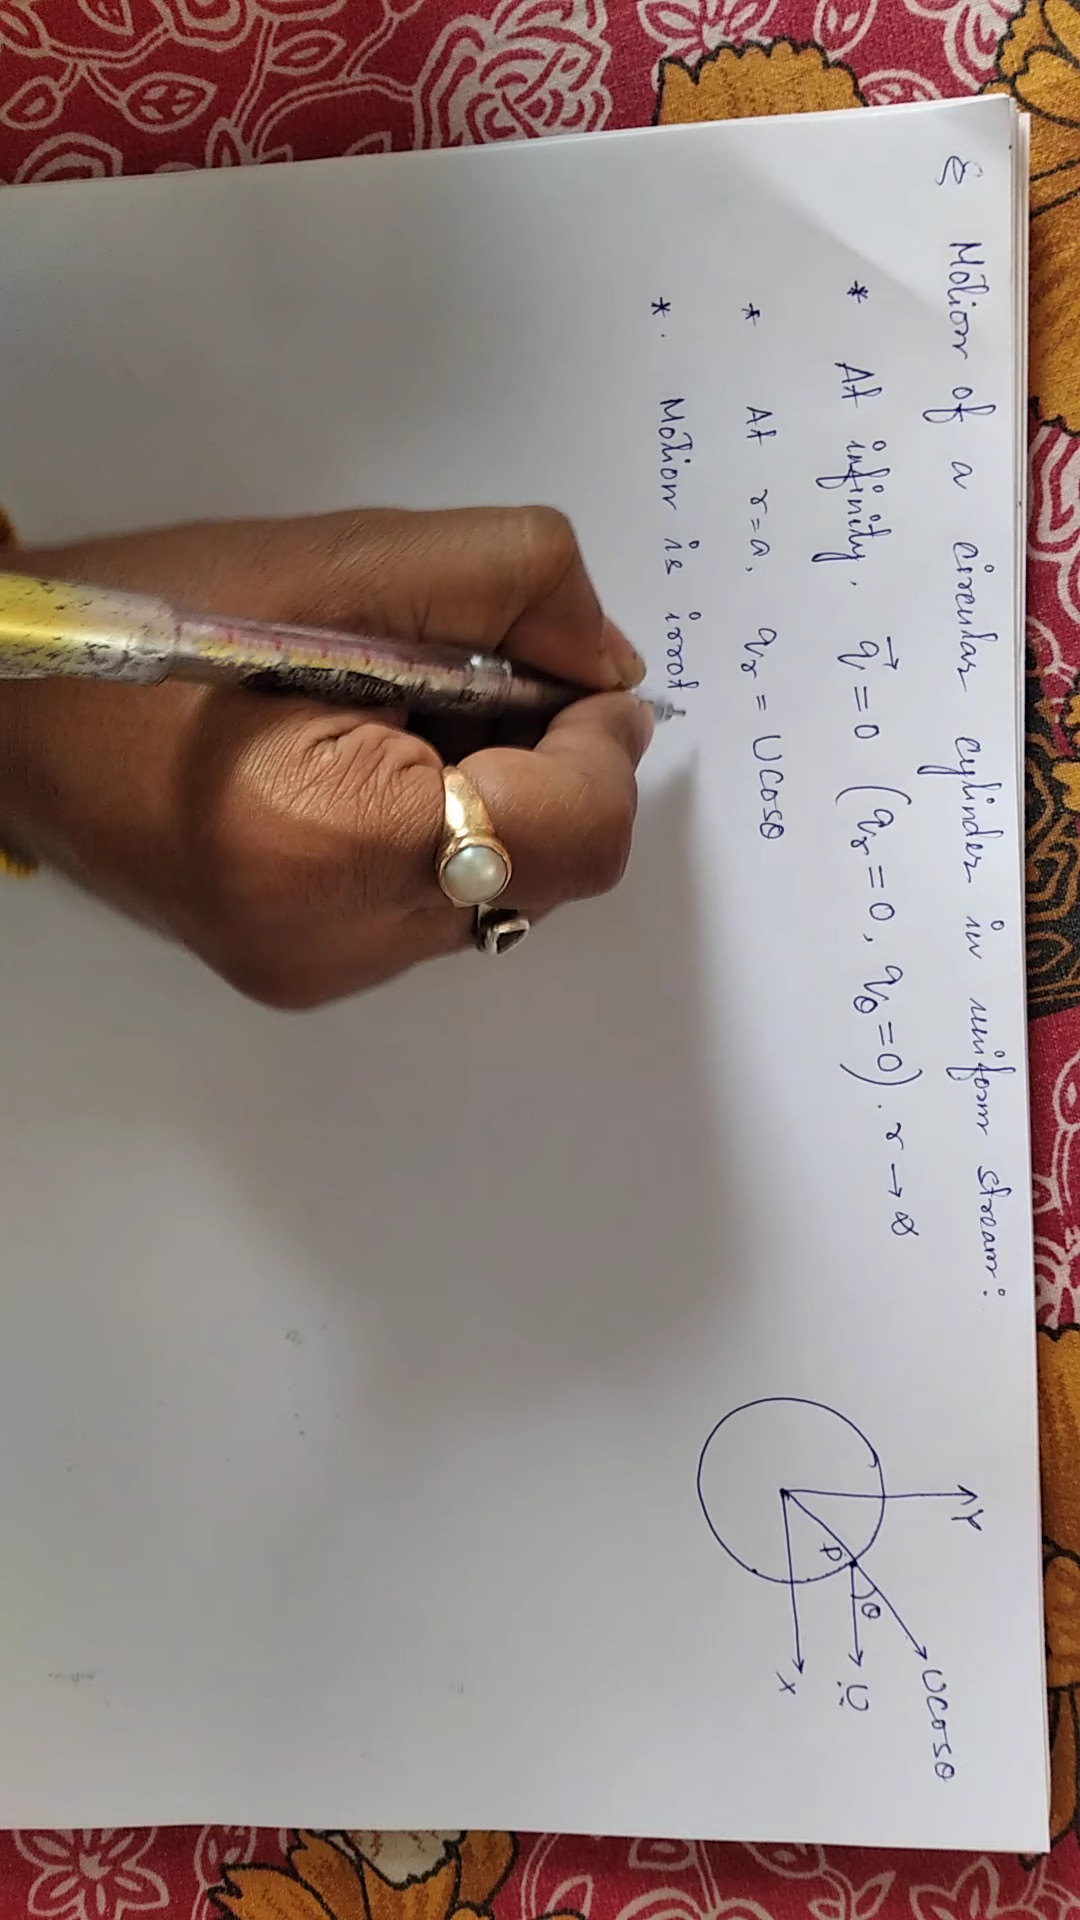 § Motion of a circular cylinder in uniform stream:
* At infinity, q⃗ = 0 (qr = 0, qθ = 0). r → ∞
* At r = a, qr = U cosθ
*. Motion is irrot
Y
U cosθ
θ
P
U
X